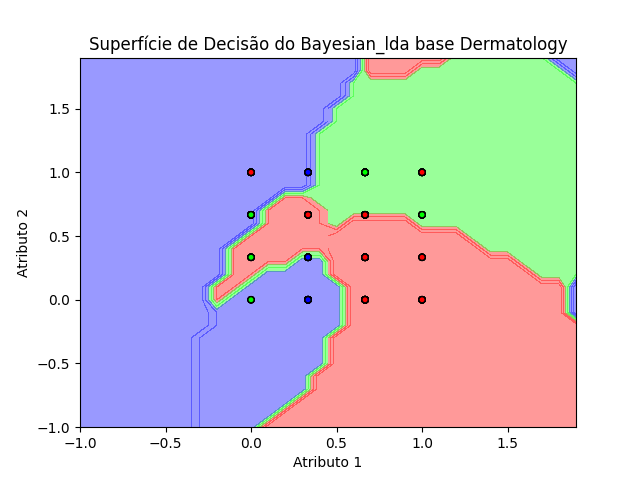 Superfície de Decisão do Bayesian_lda base Dermatology
Atributo 2
1.5
1.0
0.5
0.0
−0.5
−1.0
−1.0 −0.5 0.0 0.5 1.0 1.5
Atributo 1